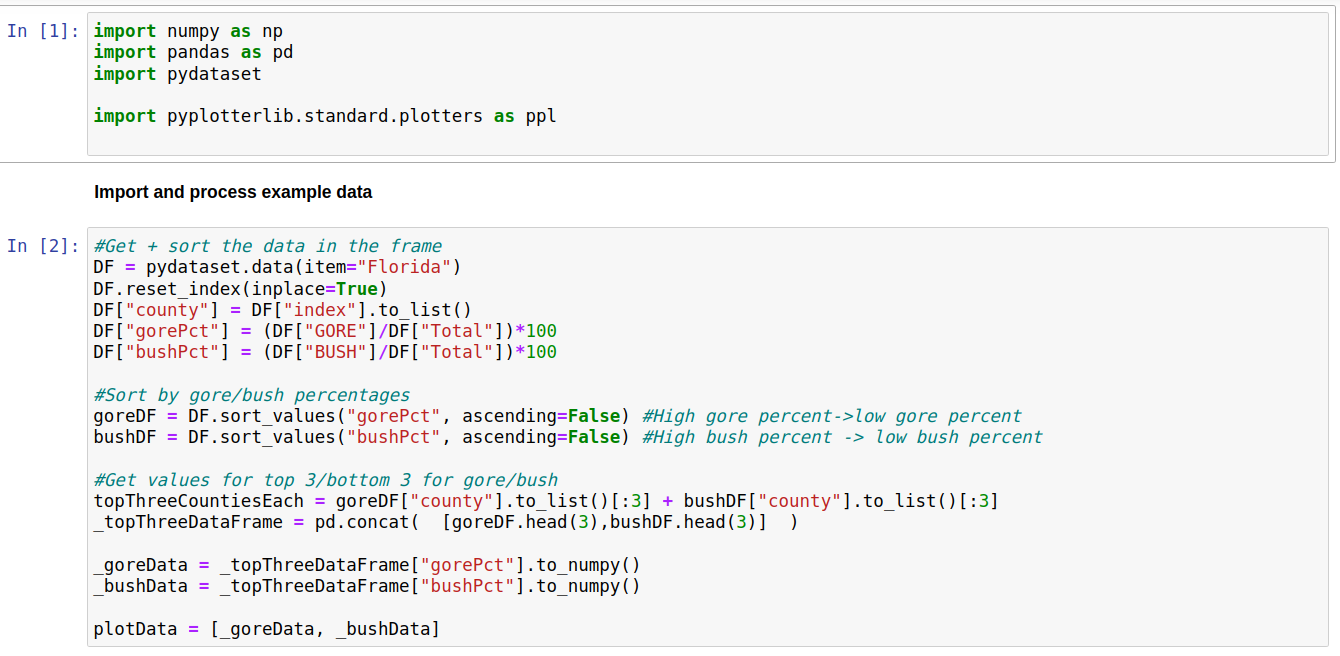 In [1]: import numpy as np
import pandas as pd
import pydataset
import pyplotterlib.standard.plotters as ppl
Import and process example data
In [2]: #Get + sort the data in the frame
DF = pydataset.data(item="Florida")
DF.reset_index(inplace=True)
DF["county"] = DF["index"].to_list()
DF["gorePct"] = (DF["GORE"]/DF["Total"])*100
DF["bushPct"] = (DF["BUSH"]/DF["Total"])*100
#Sort by gore/bush percentages
goreDF = DF.sort_values("gorePct", ascending=False) #High gore percent->low gore percent
bushDF = DF.sort_values("bushPct", ascending=False) #High bush percent -> low bush percent
#Get values for top 3/bottom 3 for gore/bush
topThreeCountiesEach = goreDF["county"].to_list()[:3] + bushDF["county"].to_list()[:3]
_topThreeDataFrame = pd.concat(  [goreDF.head(3),bushDF.head(3)]  )
_goreData = _topThreeDataFrame["gorePct"].to_numpy()
_bushData = _topThreeDataFrame["bushPct"].to_numpy()
plotData = [_goreData, _bushData]